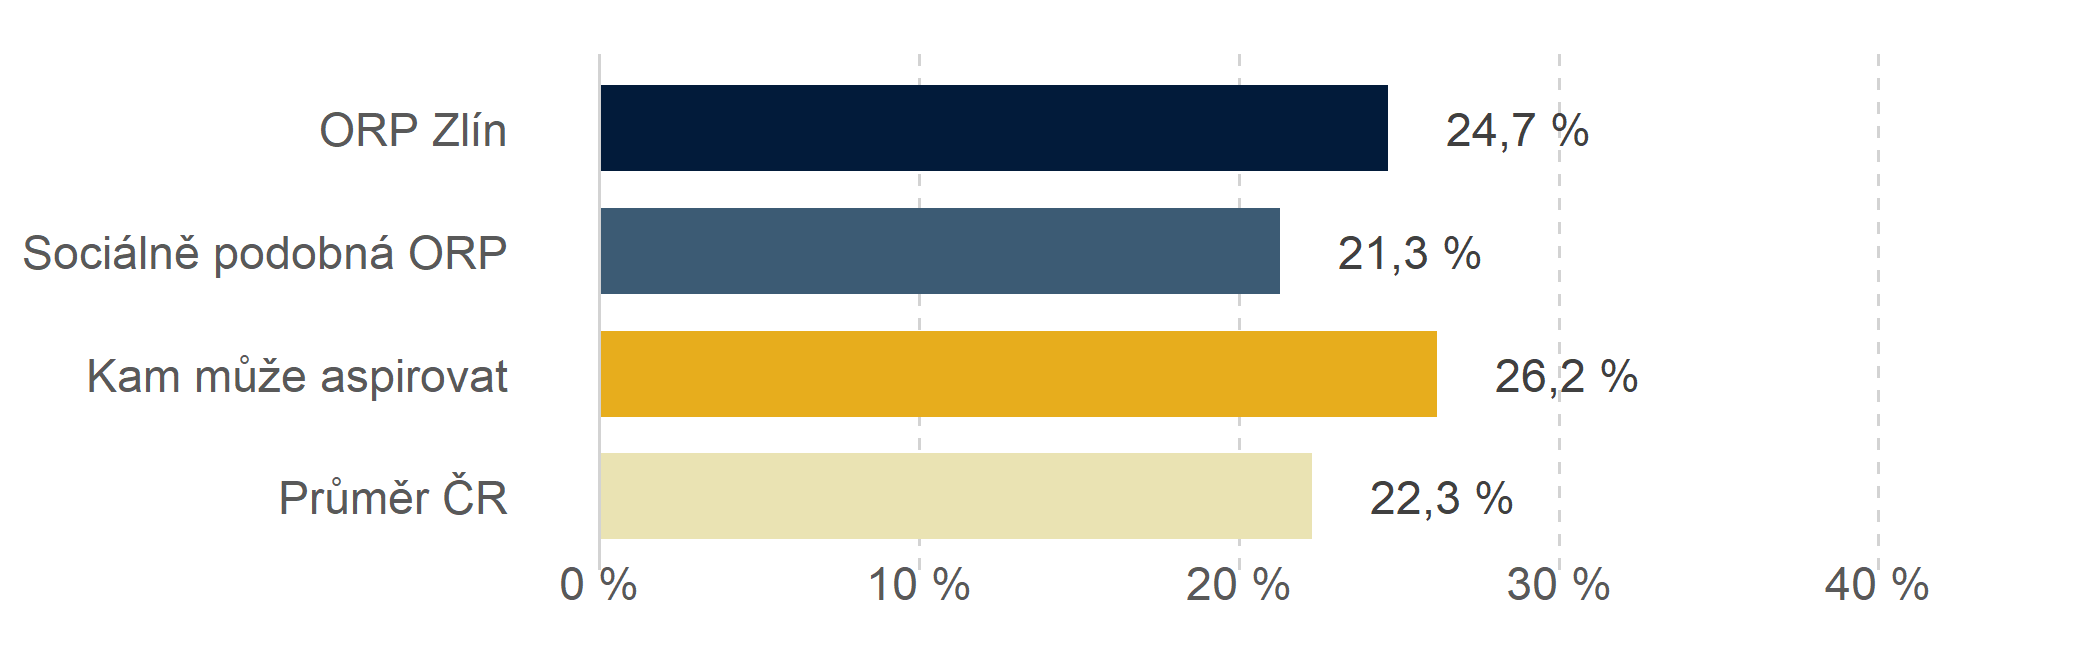 ORP Zlín
24,7 %
Sociálně podobná ORP
21,3 %
Kam může aspirovat
26,2 %
Průměr ČR
22,3 %
0 %
10 %
20 %
30 %
40 %